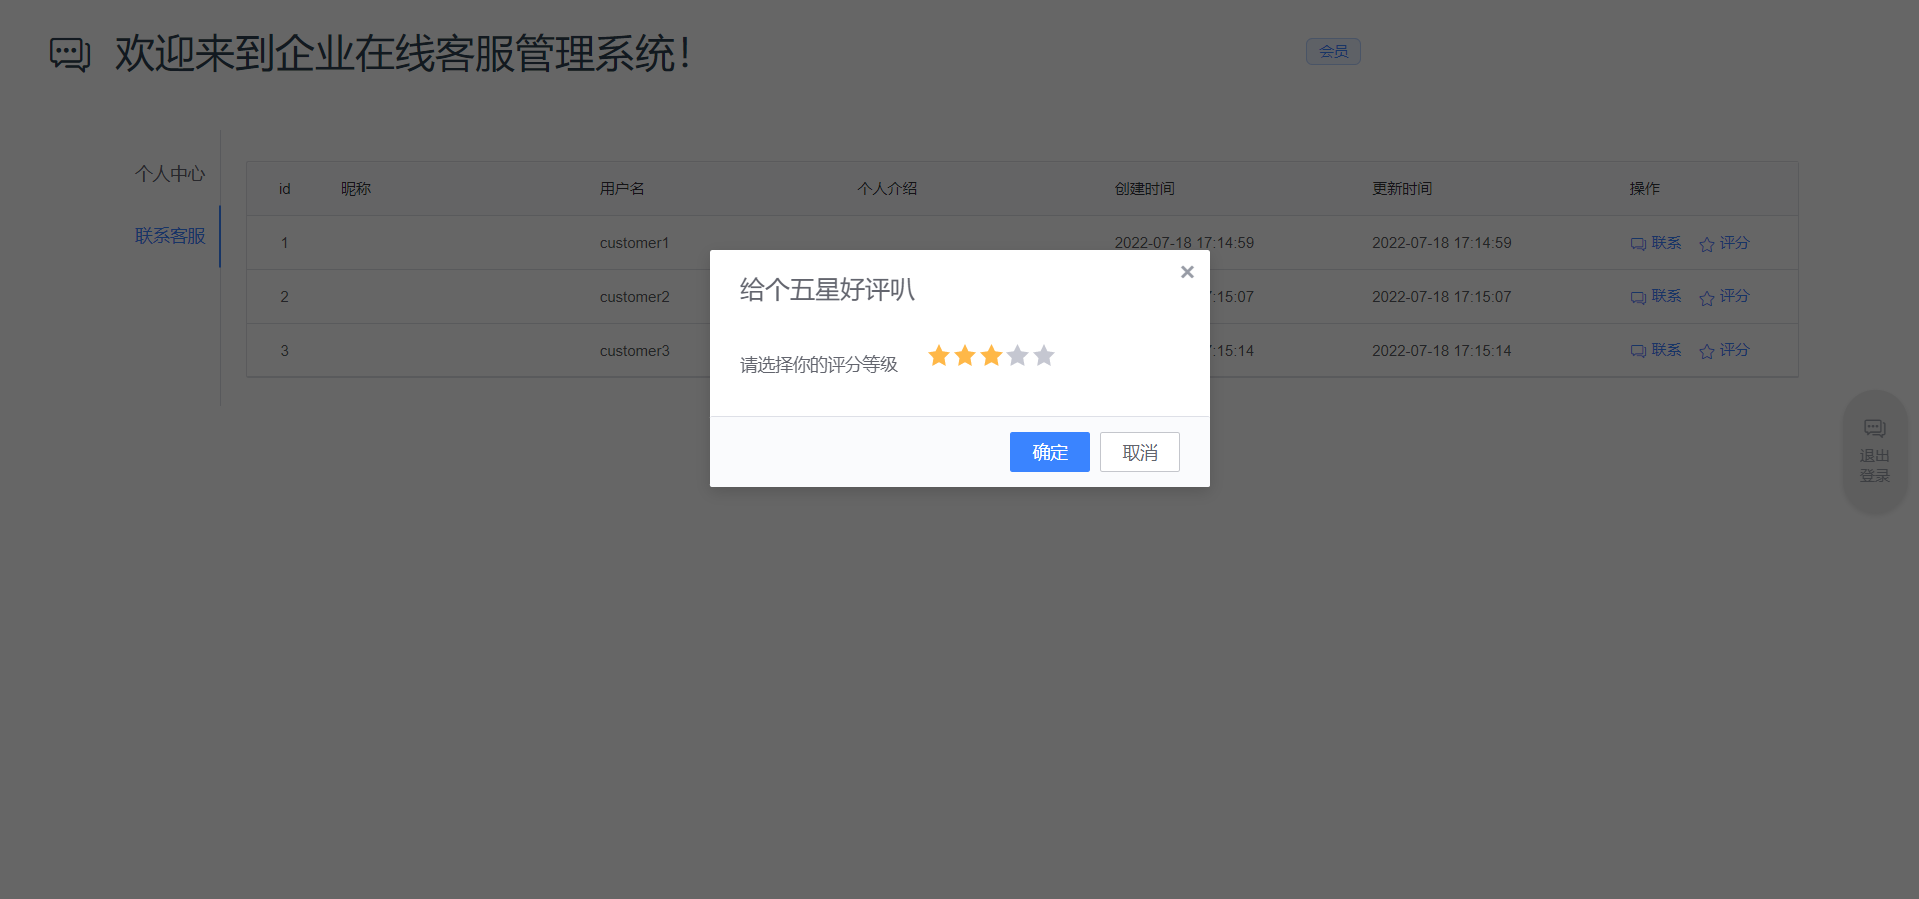 欢迎来到企业在线客服管理系统！
会员
个人中心
联系客服
id 昵称 用户名 个人介绍 创建时间 更新时间 操作
1 customer1 2022-07-18 17:14:59 2022-07-18 17:14:59 联系 评分
2 customer2 :15:07 2022-07-18 17:15:07 联系 评分
3 customer3 :15:14 2022-07-18 17:15:14 联系 评分
给个五星好评叭
请选择你的评分等级
确定 取消
退出
登录